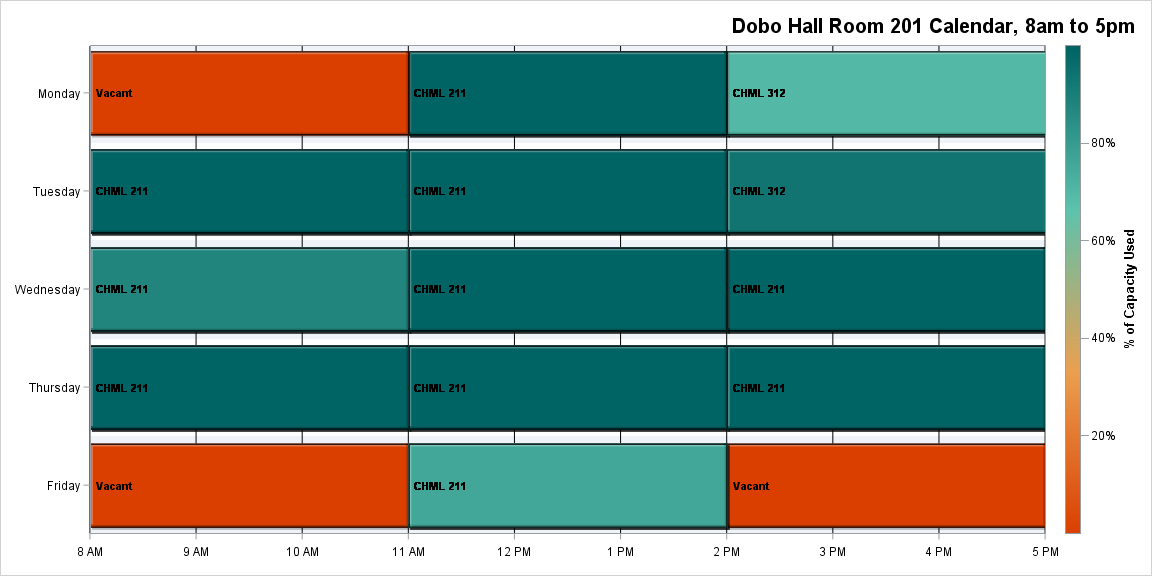 Dobo Hall Room 201 Calendar, 8am to 5pm
Monday
Vacant
CHML 211
CHML 312
Tuesday
CHML 211
CHML 211
CHML 312
Wednesday
CHML 211
CHML 211
CHML 211
Thursday
CHML 211
CHML 211
CHML 211
Friday
Vacant
CHML 211
Vacant
8 AM
9 AM
10 AM
11 AM
12 PM
1 PM
2 PM
3 PM
4 PM
5 PM
80%
60%
40%
20%
% of Capacity Used